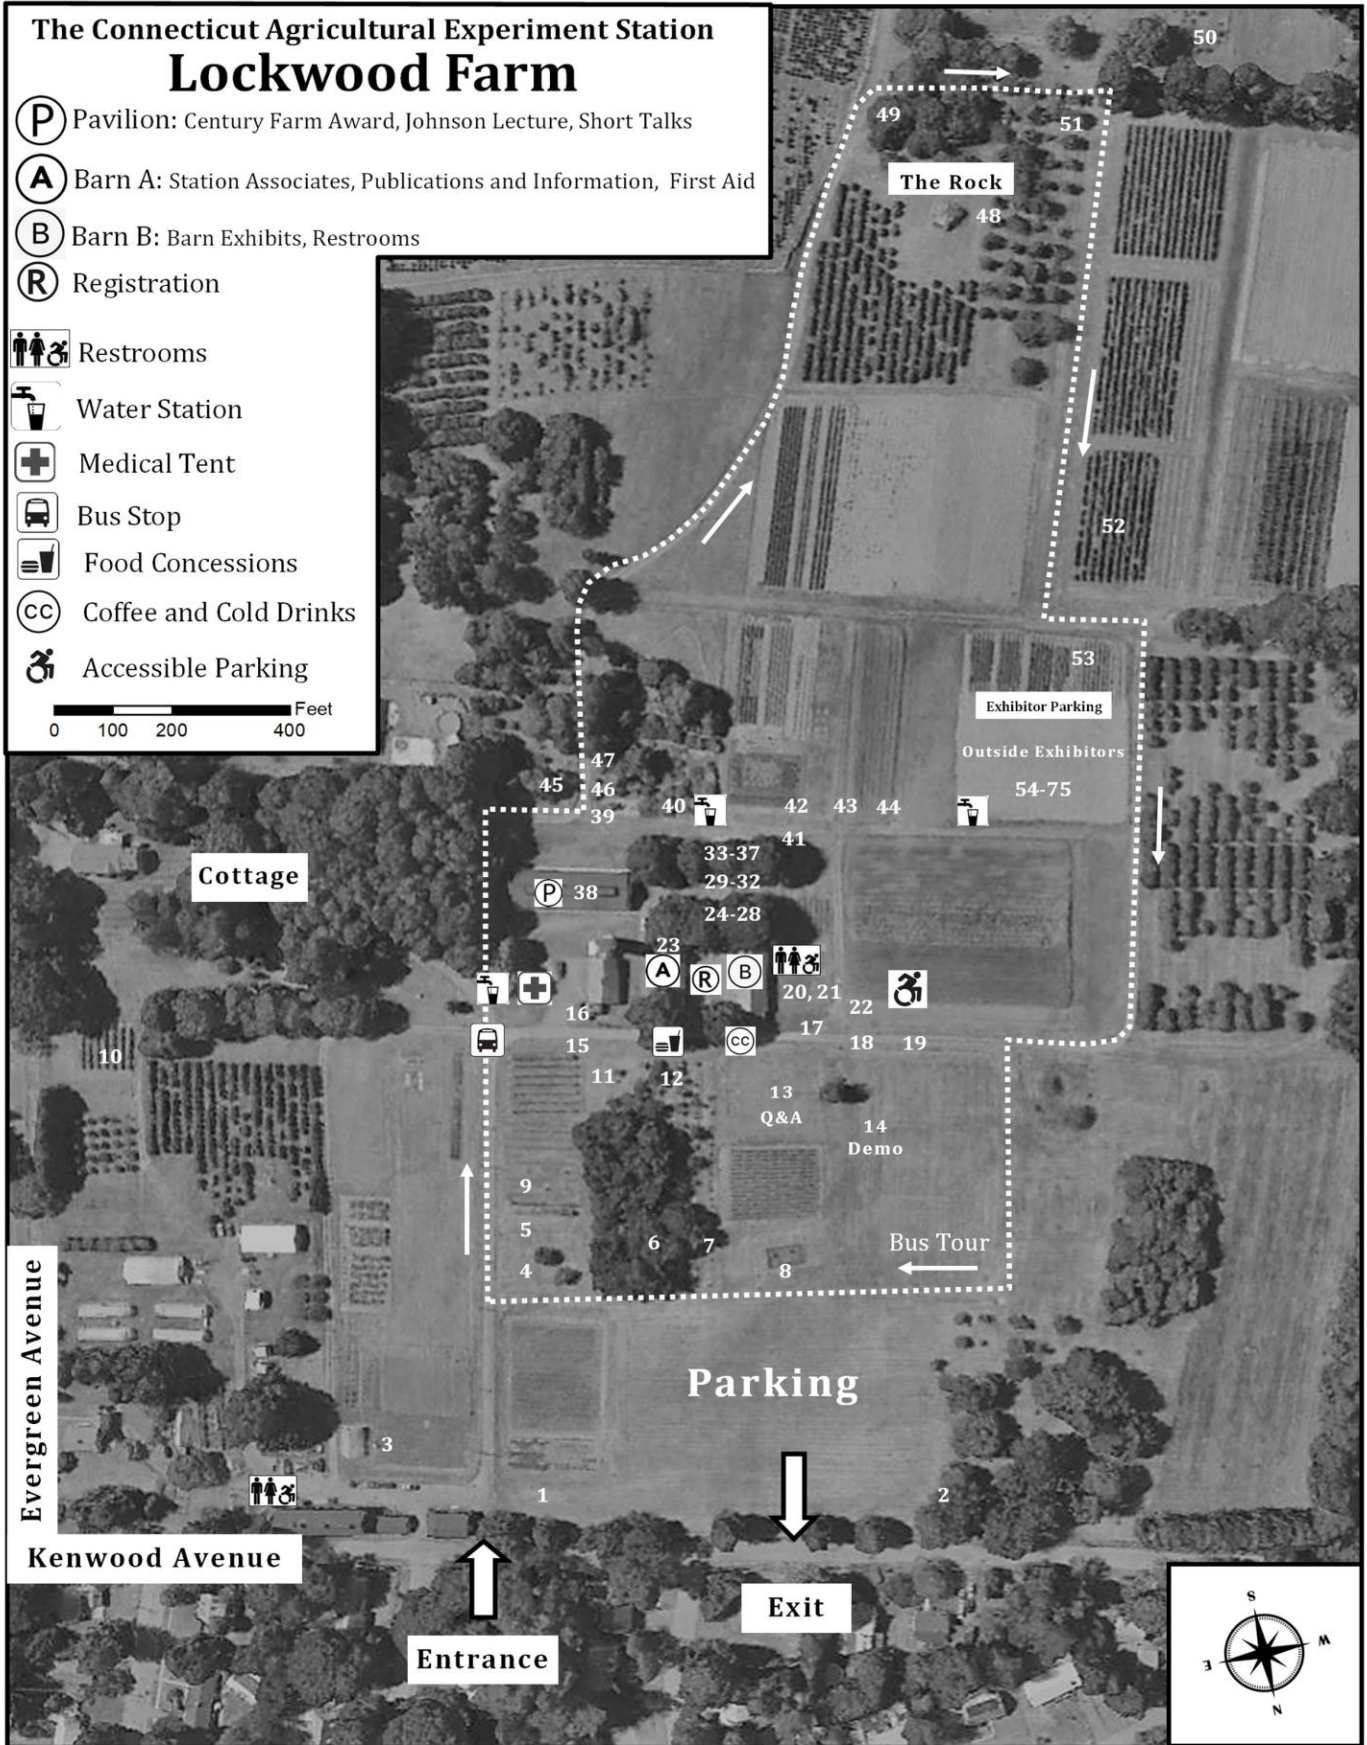 The Connecticut Agricultural Experiment Station
Lockwood Farm
P Pavilion: Century Farm Award, Johnson Lecture, Short Talks
A Barn A: Station Associates, Publications and Information, First Aid
B Barn B: Barn Exhibits, Restrooms
R Registration
Restrooms
Water Station
Medical Tent
Bus Stop
Food Concessions
CC Coffee and Cold Drinks
Accessible Parking
Feet
0 100 200 400
50
49
51
The Rock
48
52
53
Exhibitor Parking
Outside Exhibitors
54-75
47
45
46
40
42
43
44
39
41
33-37
29-32
24-28
Cottage
P
38
23
A
R
B
20, 21
22
16
17
15
CC
18
19
10
11
12
13
Q&A
14
Demo
9
5
6
7
4
8
Bus Tour
Parking
Evergreen Avenue
3
1
2
Kenwood Avenue
Exit
Entrance
S
W
E
N